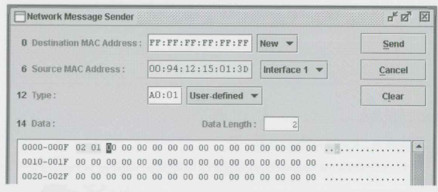 Network Message Sender
0 Destination MAC Address: FF:FF:FF:FF:FF:FF New
6 Source MAC Address: 00:94:12:15:01:3D Interface 1
12 Type: A0:01 User-defined
14 Data: Data Length: 2
Send
Cancel
Clear
0000-000F 02 01 00 00 00 00 00 00 00 00 00 00 00 00 00 00 ................
0010-001F 00 00 00 00 00 00 00 00 00 00 00 00 00 00 00 00 ................
0020-002F 00 00 00 00 00 00 00 00 00 00 00 00 00 00 00 00 ................